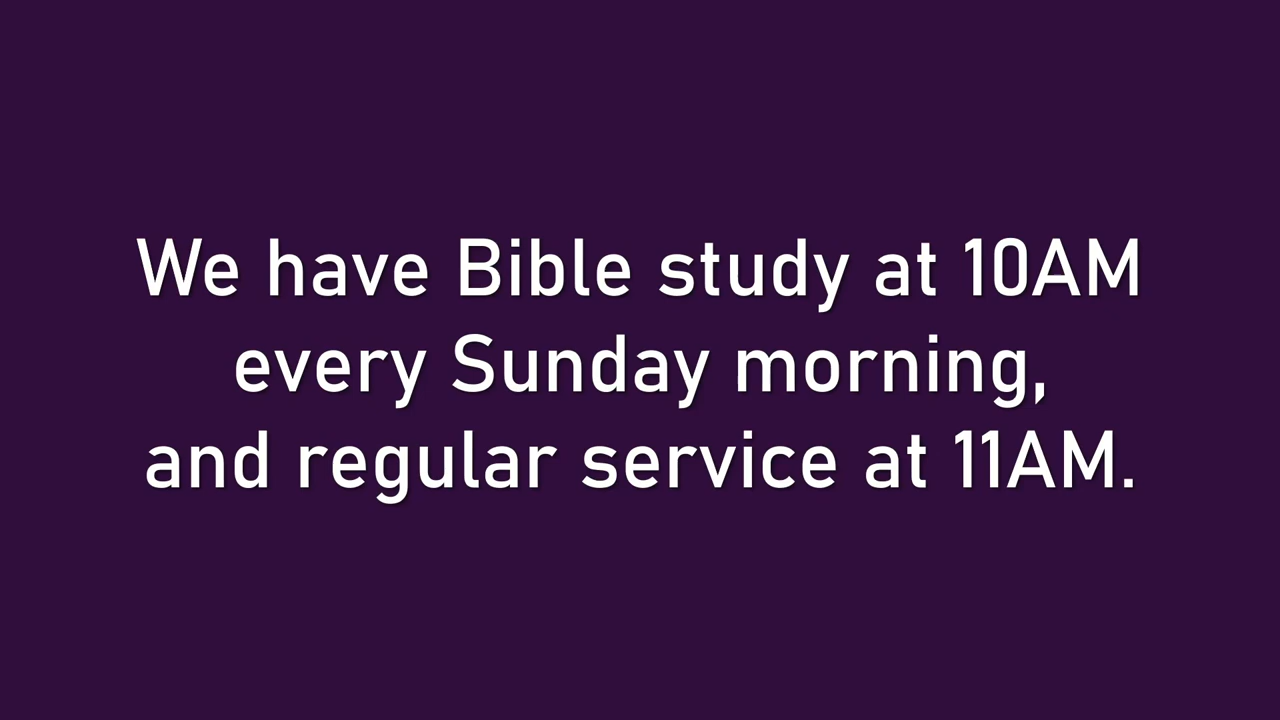 We have Bible study at 10AM
every Sunday morning,
and regular service at 11AM.